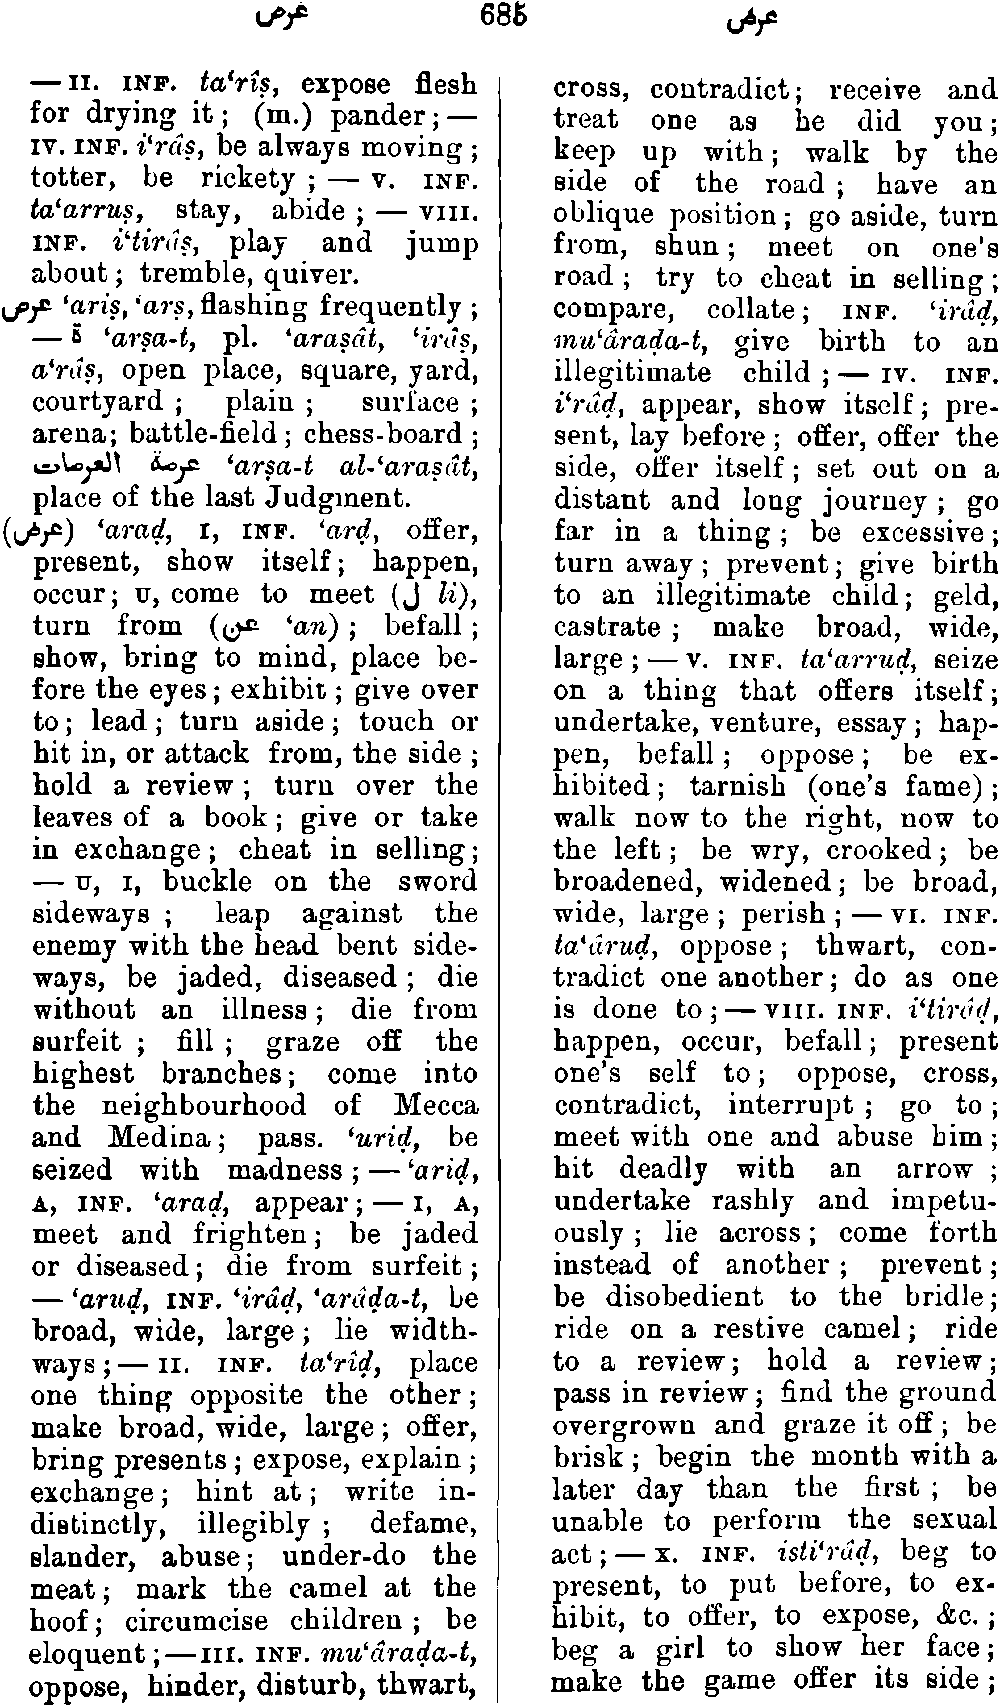 عرص 685 عرض
— II. INF. ta‘rîṣ, expose flesh
for drying it; (m.) pander; —
IV. INF. i‘râṣ, be always moving;
totter, be rickety; — V. INF.
ta‘arruṣ, stay, abide; — VIII.
INF. i‘tirâṣ, play and jump
about; tremble, quiver.
عرص ‘ariṣ, ‘arṣ, flashing frequently;
— ة ‘arṣa-t, pl. ‘araṣât, ‘irâṣ,
a‘râṣ, open place, square, yard,
courtyard; plain; surface;
arena; battle-field; chess-board;
عرصة العرصات ‘arṣa-t al-‘araṣât,
place of the last Judgment.
(عرض) ‘araḍ, I, INF. ‘arḍ, offer,
present, show itself; happen,
occur; U, come to meet (ل li),
turn from (عن ‘an); befall;
show, bring to mind, place be-
fore the eyes; exhibit; give over
to; lead; turn aside; touch or
hit in, or attack from, the side;
hold a review; turn over the
leaves of a book; give or take
in exchange; cheat in selling;
— U, I, buckle on the sword
sideways; leap against the
enemy with the head bent side-
ways, be jaded, diseased; die
without an illness; die from
surfeit; fill; graze off the
highest branches; come into
the neighbourhood of Mecca
and Medina; pass. ‘uriḍ, be
seized with madness; — ‘ariḍ,
A, INF. ‘araḍ, appear; — I, A,
meet and frighten; be jaded
or diseased; die from surfeit;
— ‘aruḍ, INF. ‘irâḍ, ‘arâḍa-t, be
broad, wide, large; lie width-
ways; — II. INF. ta‘rîḍ, place
one thing opposite the other;
make broad, wide, large; offer,
bring presents; expose, explain;
exchange; hint at; write in-
distinctly, illegibly; defame,
slander, abuse; under-do the
meat; mark the camel at the
hoof; circumcise children; be
eloquent; — III. INF. mu‘âraḍa-t,
oppose, hinder, disturb, thwart,
cross, contradict; receive and
treat one as he did you;
keep up with; walk by the
side of the road; have an
oblique position; go aside, turn
from, shun; meet on one's
road; try to cheat in selling;
compare, collate; INF. ‘irâḍ,
mu‘âraḍa-t, give birth to an
illegitimate child; — IV. INF.
i‘râḍ, appear, show itself; pre-
sent, lay before; offer, offer the
side, offer itself; set out on a
distant and long journey; go
far in a thing; be excessive;
turn away; prevent; give birth
to an illegitimate child; geld,
castrate; make broad, wide,
large; — V. INF. ta‘arruḍ, seize
on a thing that offers itself;
undertake, venture, essay; hap-
pen, befall; oppose; be ex-
hibited; tarnish (one's fame);
walk now to the right, now to
the left; be wry, crooked; be
broadened, widened; be broad,
wide, large; perish; — VI. INF.
ta‘âruḍ, oppose; thwart, con-
tradict one another; do as one
is done to; — VIII. INF. i‘tirâḍ,
happen, occur, befall; present
one's self to; oppose, cross,
contradict, interrupt; go to;
meet with one and abuse him;
hit deadly with an arrow;
undertake rashly and impetu-
ously; lie across; come forth
instead of another; prevent;
be disobedient to the bridle;
ride on a restive camel; ride
to a review; hold a review;
pass in review; find the ground
overgrown and graze it off; be
brisk; begin the month with a
later day than the first; be
unable to perform the sexual
act; — X. INF. isti‘râḍ, beg to
present, to put before, to ex-
hibit, to offer, to expose, &c.;
beg a girl to show her face;
make the game offer its side;